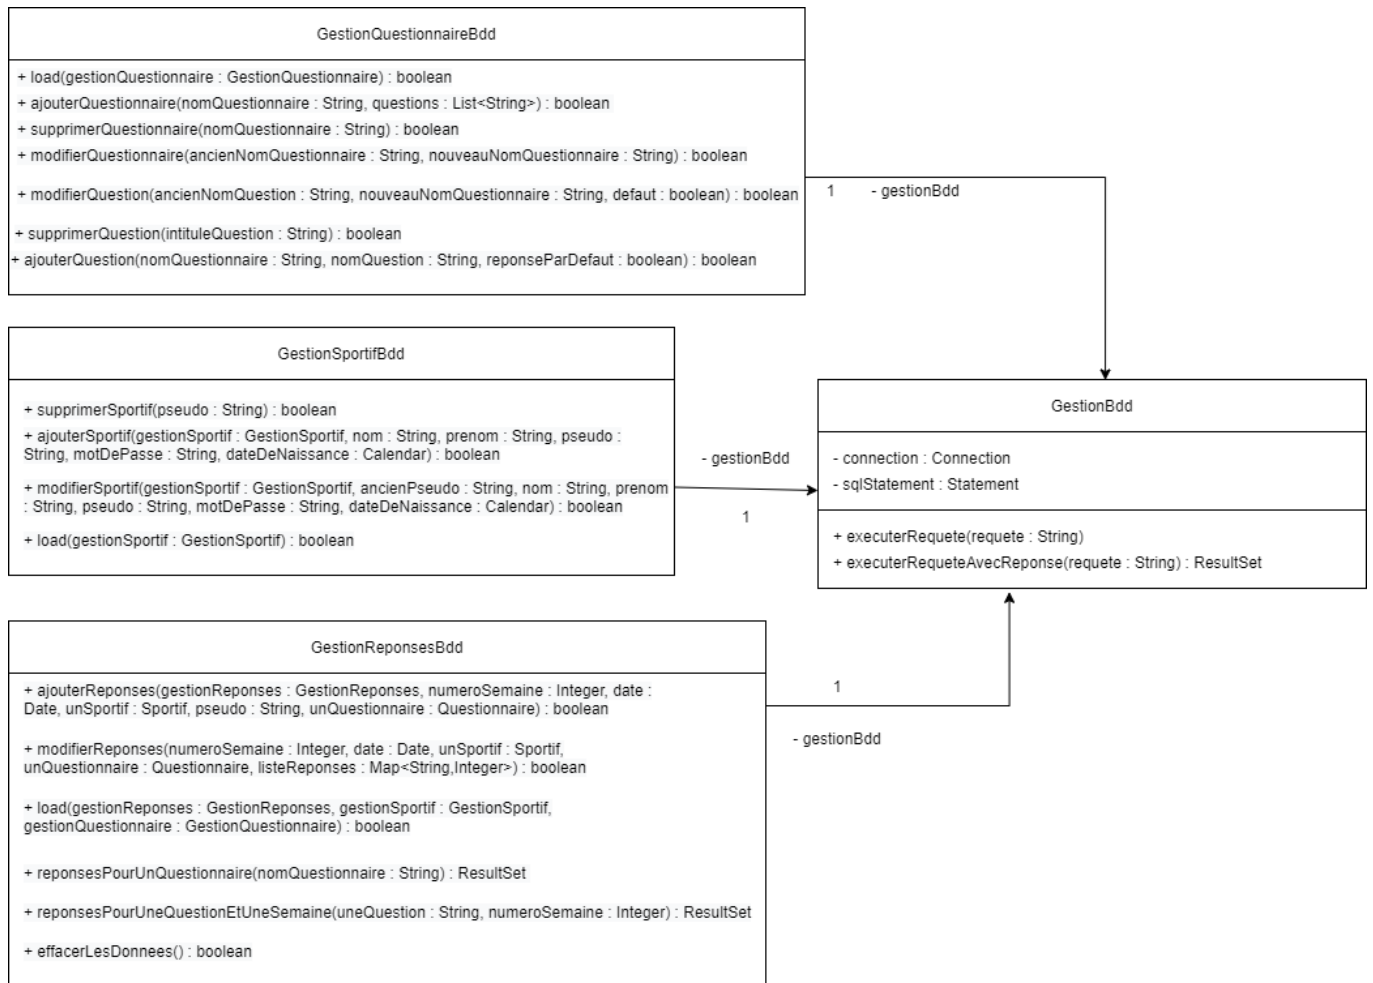 GestionQuestionnaireBdd
+ load(gestionQuestionnaire : GestionQuestionnaire) : boolean
+ ajouterQuestionnaire(nomQuestionnaire : String, questions : List<String>) : boolean
+ supprimerQuestionnaire(nomQuestionnaire : String) : boolean
+ modifierQuestionnaire(ancienNomQuestionnaire : String, nouveauNomQuestionnaire : String) : boolean
+ modifierQuestion(ancienNomQuestion : String, nouveauNomQuestionnaire : String, defaut : boolean) : boolean
+ supprimerQuestion(intituleQuestion : String) : boolean
+ ajouterQuestion(nomQuestionnaire : String, nomQuestion : String, reponseParDefaut : boolean) : boolean
1 - gestionBdd
GestionSportifBdd
+ supprimerSportif(pseudo : String) : boolean
+ ajouterSportif(gestionSportif : GestionSportif, nom : String, prenom : String, pseudo :
String, motDePasse : String, dateDeNaissance : Calendar) : boolean
+ modifierSportif(gestionSportif : GestionSportif, ancienPseudo : String, nom : String, prenom
: String, pseudo : String, motDePasse : String, dateDeNaissance : Calendar) : boolean
+ load(gestionSportif : GestionSportif) : boolean
- gestionBdd
1
GestionBdd
- connection : Connection
- sqlStatement : Statement
+ executerRequete(requete : String)
+ executerRequeteAvecReponse(requete : String) : ResultSet
GestionReponsesBdd
+ ajouterReponses(gestionReponses : GestionReponses, numeroSemaine : Integer, date :
Date, unSportif : Sportif, pseudo : String, unQuestionnaire : Questionnaire) : boolean
+ modifierReponses(numeroSemaine : Integer, date : Date, unSportif : Sportif,
unQuestionnaire : Questionnaire, listeReponses : Map<String,Integer>) : boolean
+ load(gestionReponses : GestionReponses, gestionSportif : GestionSportif,
gestionQuestionnaire : GestionQuestionnaire) : boolean
+ reponsesPourUnQuestionnaire(nomQuestionnaire : String) : ResultSet
+ reponsesPourUneQuestionEtUneSemaine(uneQuestion : String, numeroSemaine : Integer) : ResultSet
+ effacerLesDonnees() : boolean
1
- gestionBdd